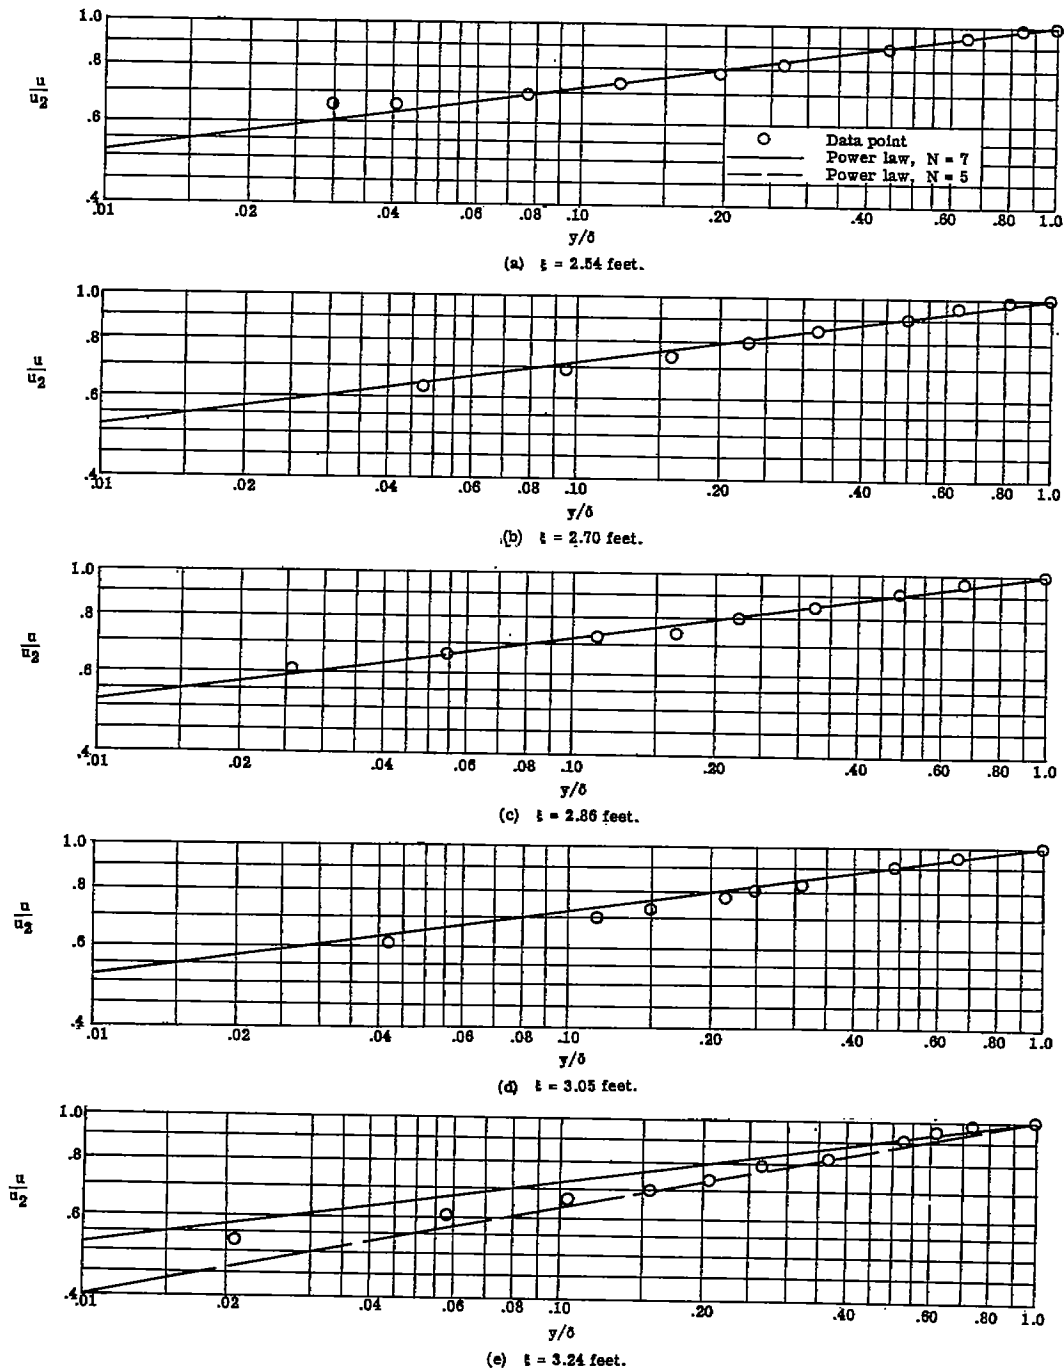 1.0
.8
u
u2
.6
.4
Data point
Power law, N = 7
Power law, N = 5
.01 .02 .04 .06 .08 .10 .20 .40 .60 .80 1.0
y/δ
(a) ξ = 2.54 feet.
1.0
.8
u
u2
.6
.4
.01 .02 .04 .06 .08 .10 .20 .40 .60 .80 1.0
y/δ
(b) ξ = 2.70 feet.
1.0
.8
u
u2
.6
.4
.01 .02 .04 .06 .08 .10 .20 .40 .60 .80 1.0
y/δ
(c) ξ = 2.86 feet.
1.0
.8
u
u2
.6
.4
.01 .02 .04 .06 .08 .10 .20 .40 .60 .80 1.0
y/δ
(d) ξ = 3.05 feet.
1.0
.8
u
u2
.6
.4
.01 .02 .04 .06 .08 .10 .20 .40 .60 .80 1.0
y/δ
(e) ξ = 3.24 feet.